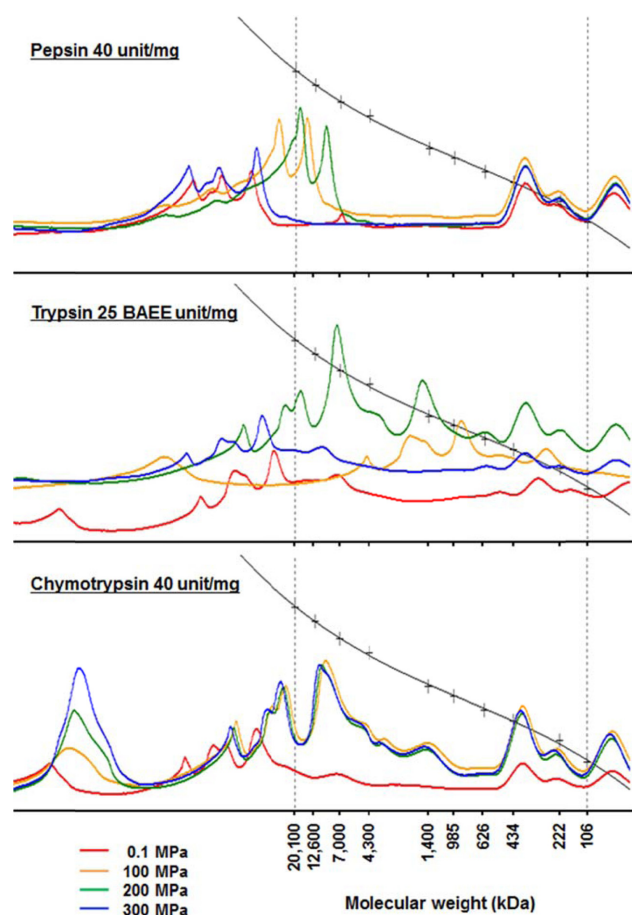 Pepsin 40 unit/mg
Trypsin 25 BAEE unit/mg
Chymotrypsin 40 unit/mg
20,100
12,600
7,000
4,300
1,400
985
626
434
222
106
0.1 MPa
100 MPa
200 MPa
300 MPa
Molecular weight (kDa)